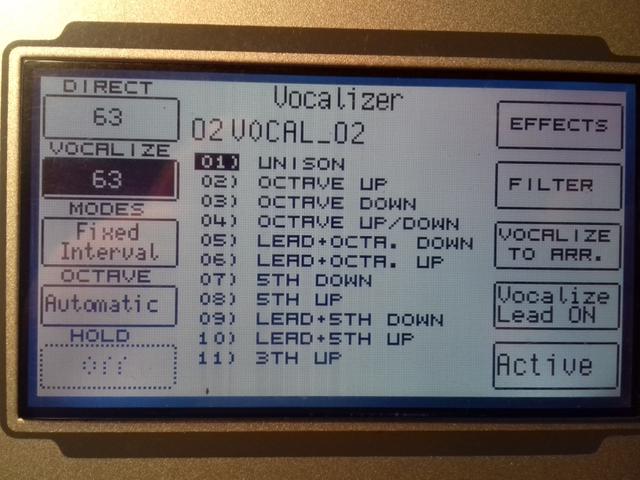 Vocalizer
02 VOCAL_02
DIRECT
63
VOCALIZE
63
MODES
Fixed
Interval
OCTAVE
Automatic
HOLD
Off
01) UNISON
02) OCTAVE UP
03) OCTAVE DOWN
04) OCTAVE UP/DOWN
05) LEAD+OCTA. DOWN
06) LEAD+OCTA. UP
07) 5TH DOWN
08) 5TH UP
09) LEAD+5TH DOWN
10) LEAD+5TH UP
11) 3TH UP
EFFECTS
FILTER
VOCALIZE
TO ARR.
Vocalize
Lead ON
Active